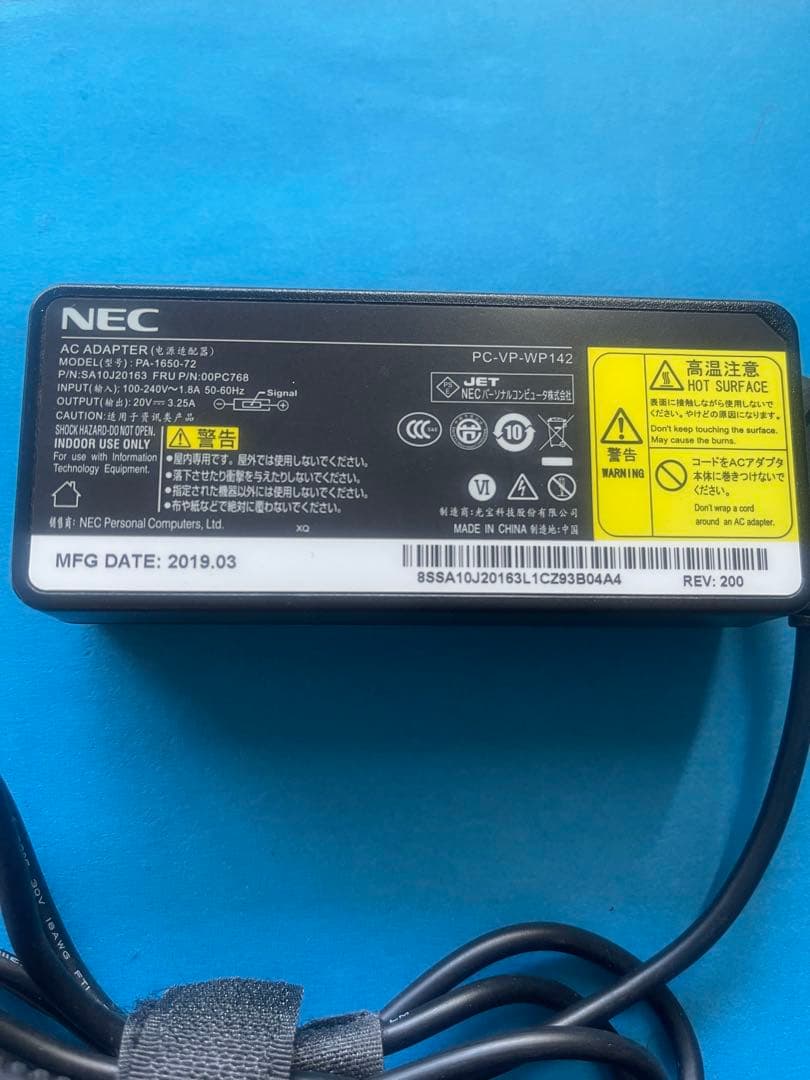 NEC
AC ADAPTER(电源适配器)
MODEL(型号): PA-1650-72
P/N:SA10J20163 FRU P/N:00PC768
INPUT(输入): 100-240V～1.8A 50-60Hz
OUTPUT(输出): 20V⎓3.25A
Signal
CAUTION:适用于资讯类产品
SHOCK HAZARD-DO NOT OPEN.
INDOOR USE ONLY
For use with Information
Technology Equipment.
警告
●屋内専用です。屋外では使用しないでください。
●落下させたり衝撃を与えたりしないでください。
●指定された機器以外には使用しないでください。
●布や紙などで絶対に覆わないでください。
销售商: NEC Personal Computers, Ltd.
XQ
PC-VP-WP142
PS
E
JET
NECパーソナルコンピュータ株式会社
10
VI
制造商:光宝科技股份有限公司
MADE IN CHINA 制造地:中国
警告
WARNING
高温注意
HOT SURFACE
表面に接触しながら使用しないで
ください。やけどの原因になります。
Don't keep touching the surface.
May cause the burns.
コードをACアダプタ
本体に巻きつけないで
ください。
Don't wrap a cord
around an AC adapter.
MFG DATE: 2019.03
8SSA10J20163L1CZ93B04A4
REV: 200
30V 18AWG